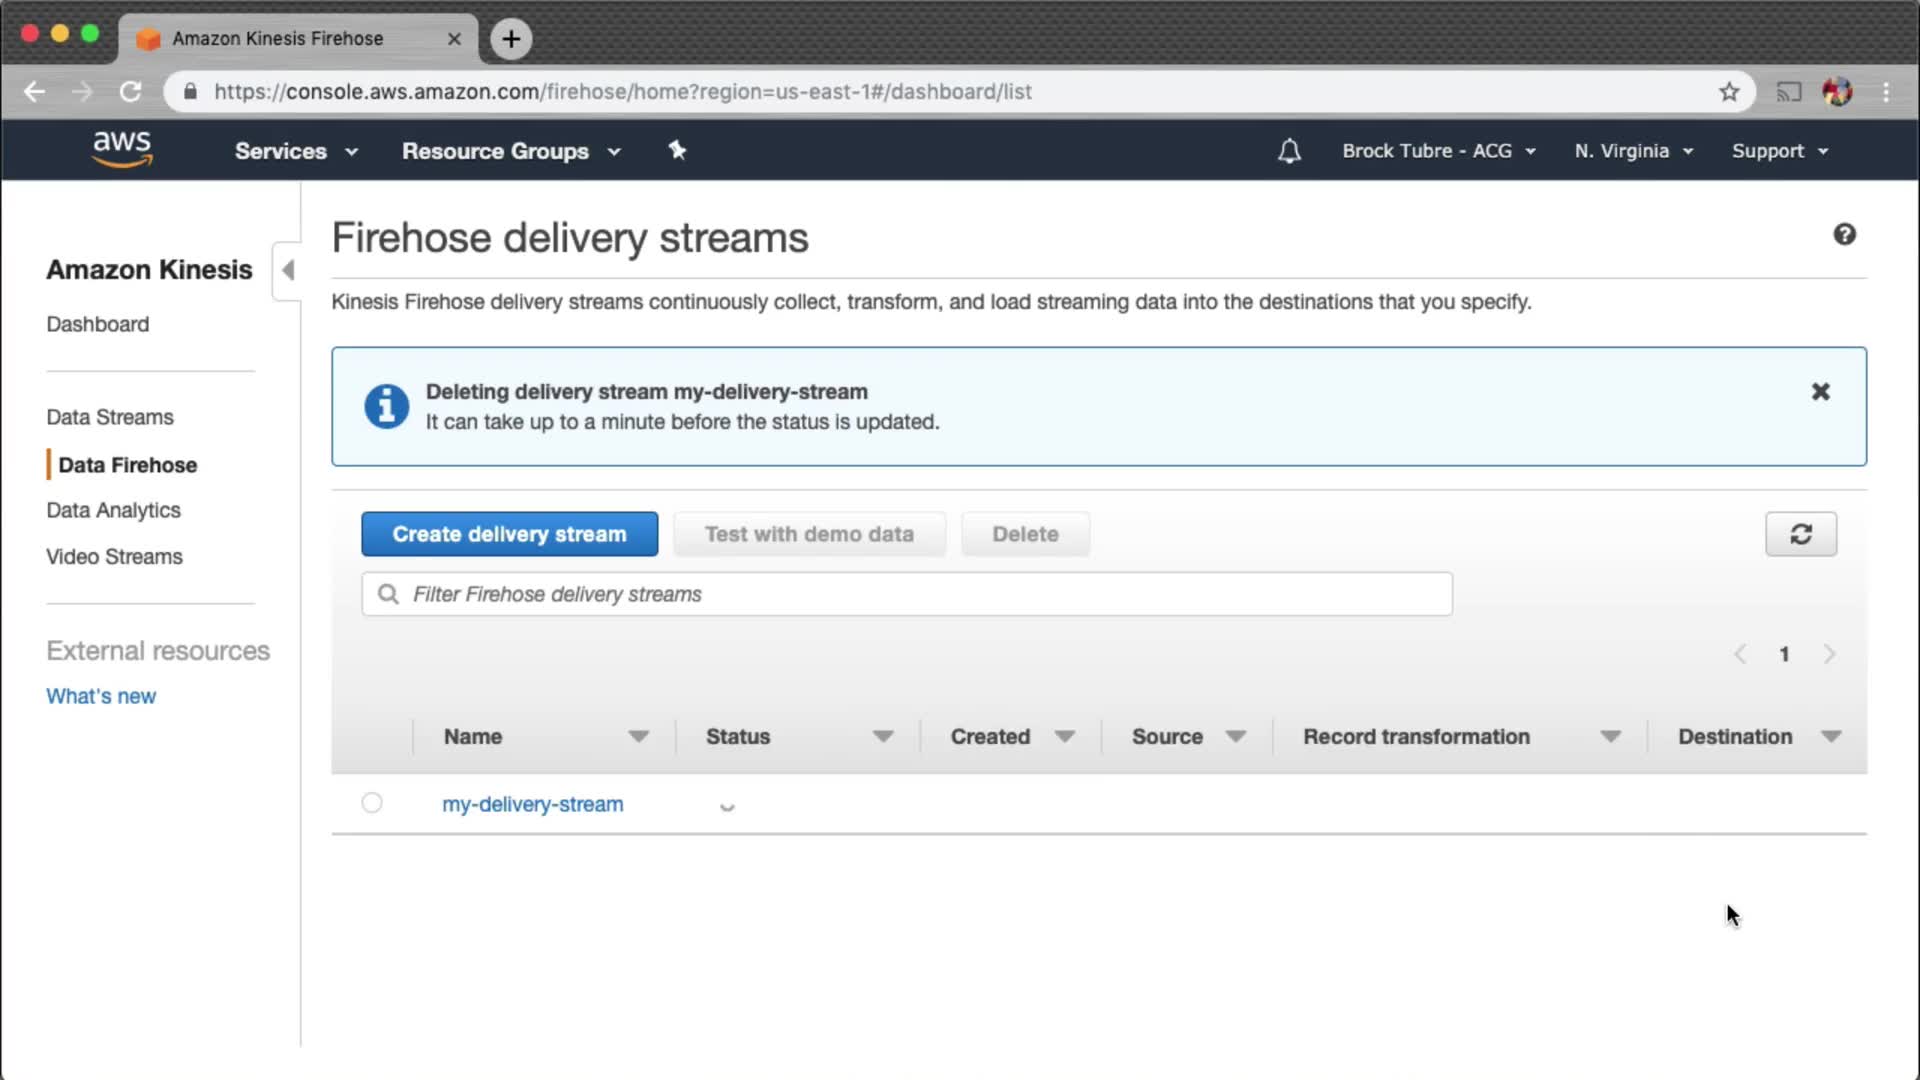 Amazon Kinesis Firehose
https://console.aws.amazon.com/firehose/home?region=us-east-1#/dashboard/list
aws
Services
Resource Groups
Brock Tubre - ACG
N. Virginia
Support
Amazon Kinesis
Dashboard
Data Streams
Data Firehose
Data Analytics
Video Streams
External resources
What's new
Firehose delivery streams
Kinesis Firehose delivery streams continuously collect, transform, and load streaming data into the destinations that you specify.
Deleting delivery stream my-delivery-stream
It can take up to a minute before the status is updated.
Create delivery stream
Test with demo data
Delete
Filter Firehose delivery streams
1
Name
Status
Created
Source
Record transformation
Destination
my-delivery-stream